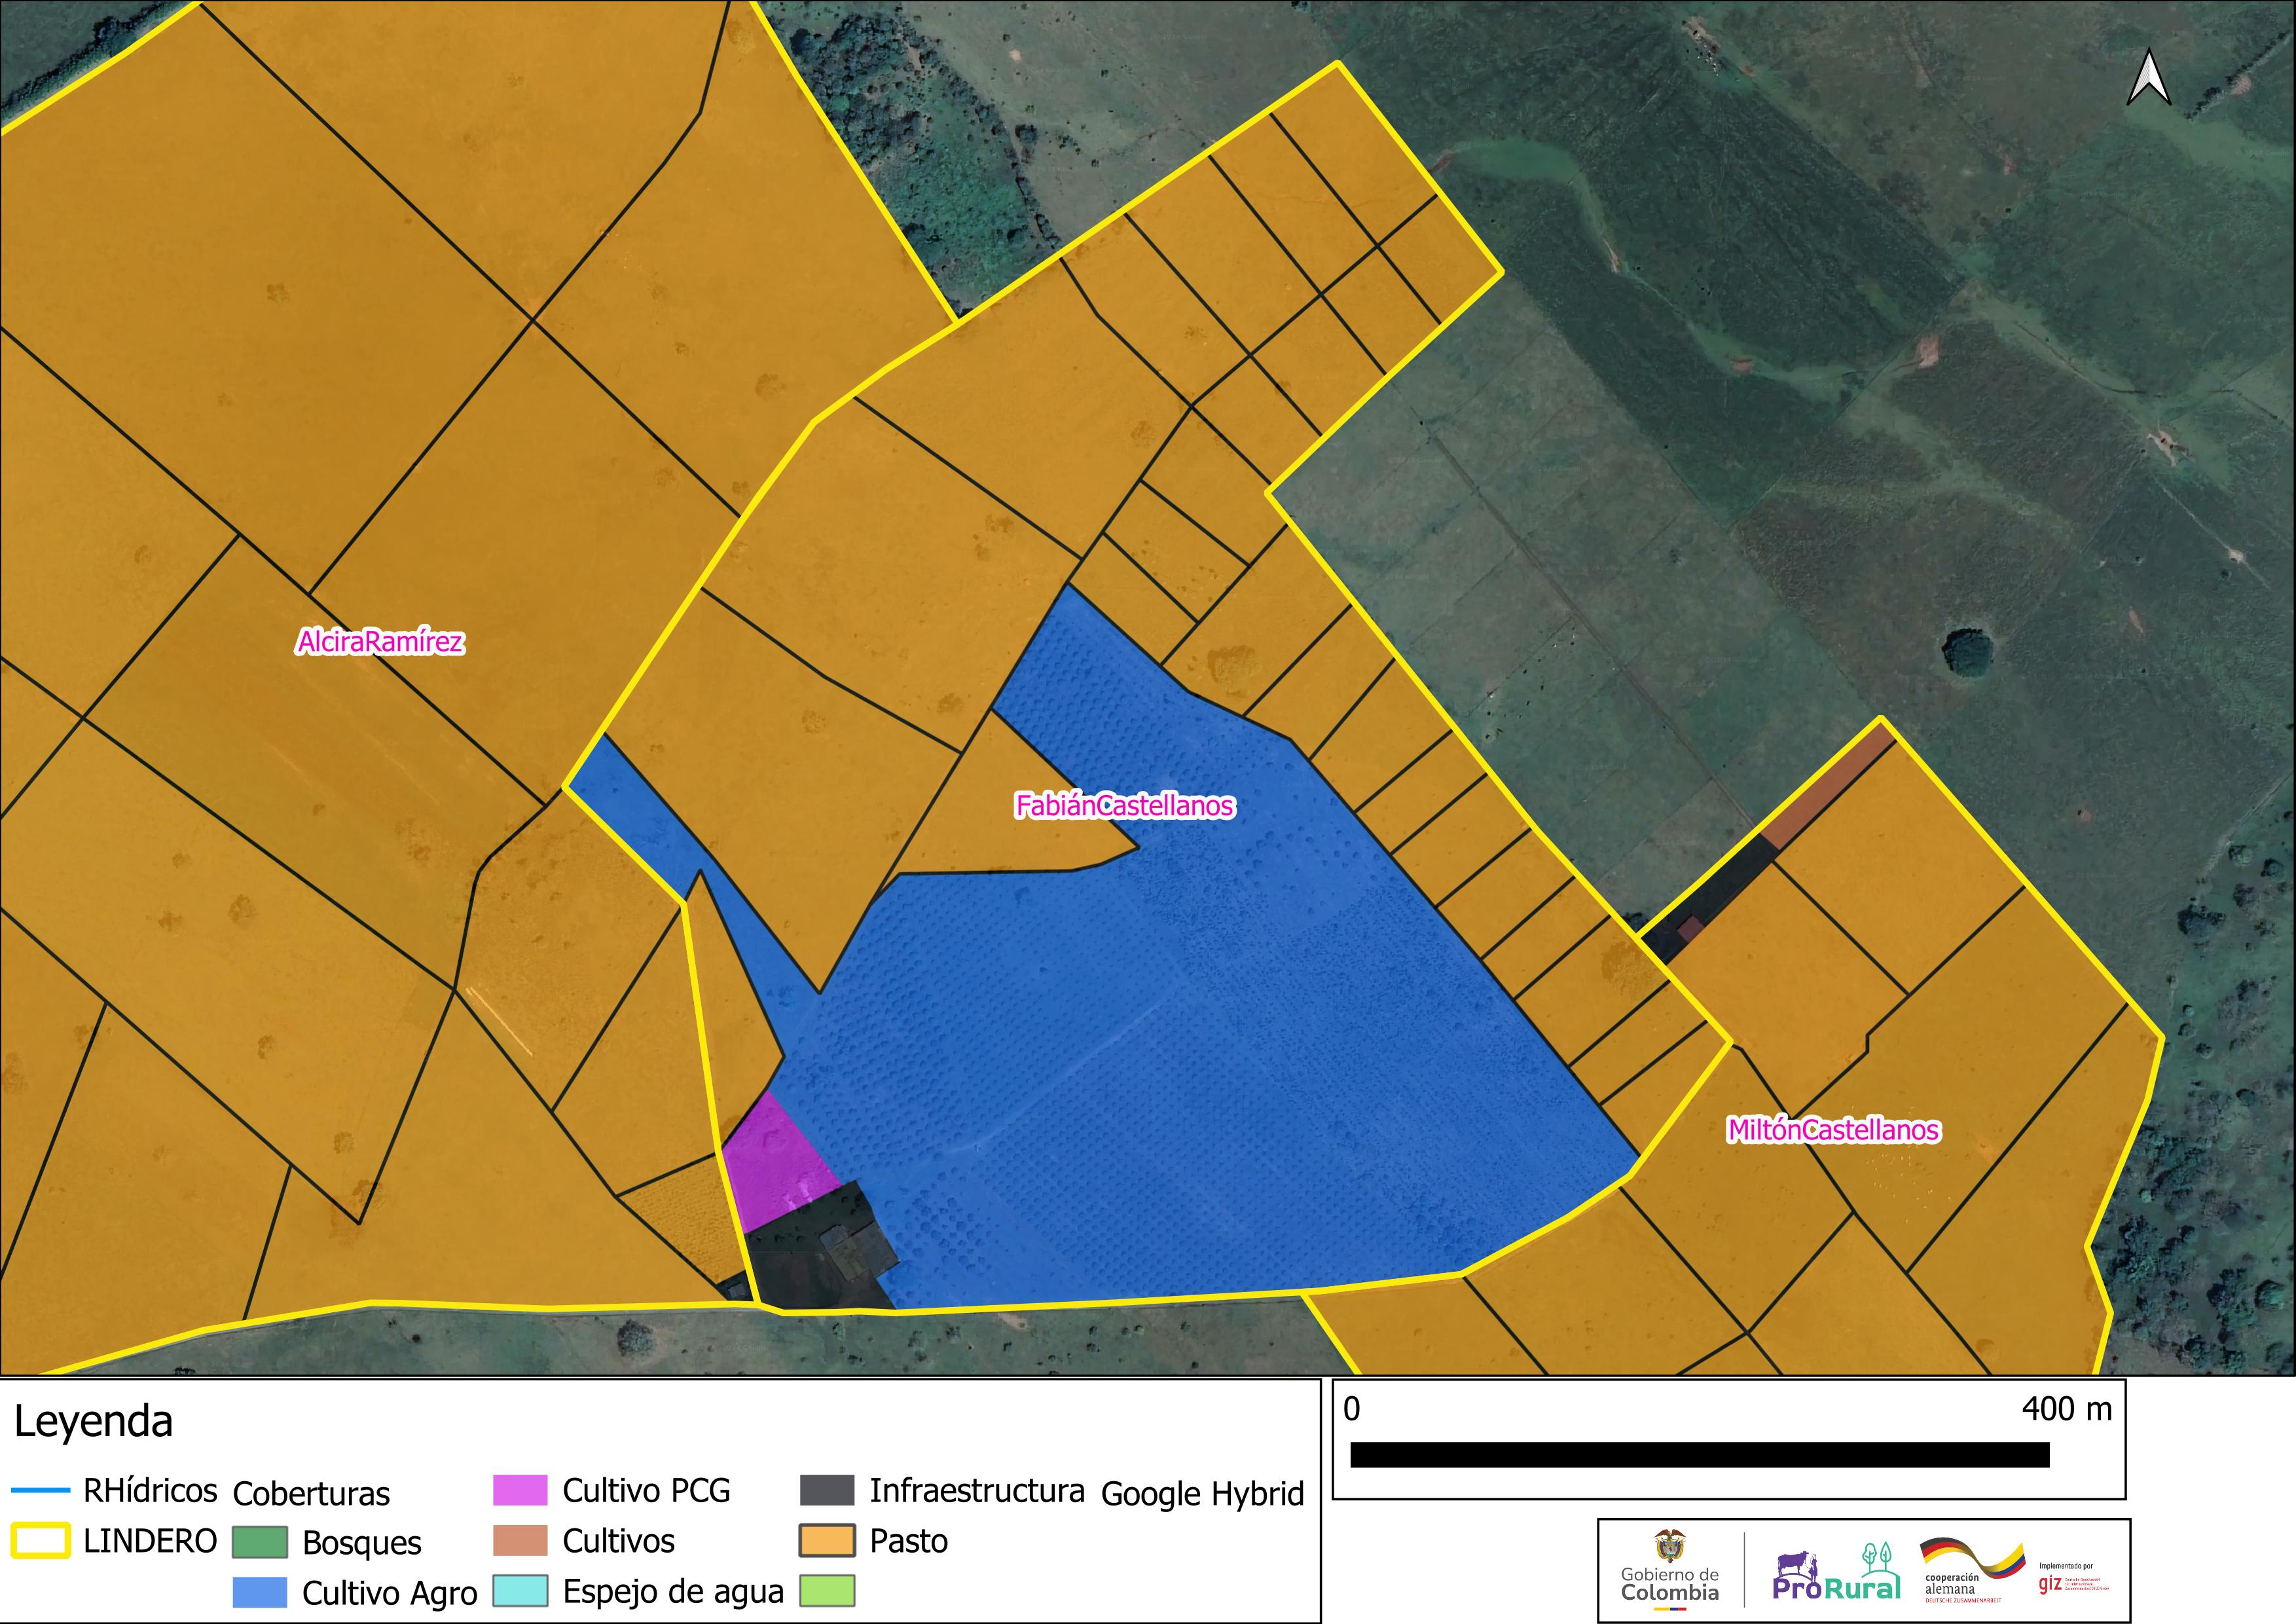 AlciraRamírez
FabiánCastellanos
MiltónCastellanos
Leyenda
RHídricos
LINDERO
Coberturas
Bosques
Cultivo Agro
Cultivo PCG
Cultivos
Espejo de agua
Infraestructura
Pasto
Google Hybrid
0 400 m
Gobierno de
Colombia
ProRural
cooperación
alemana
DEUTSCHE ZUSAMMENARBEIT
Implementado por
giz